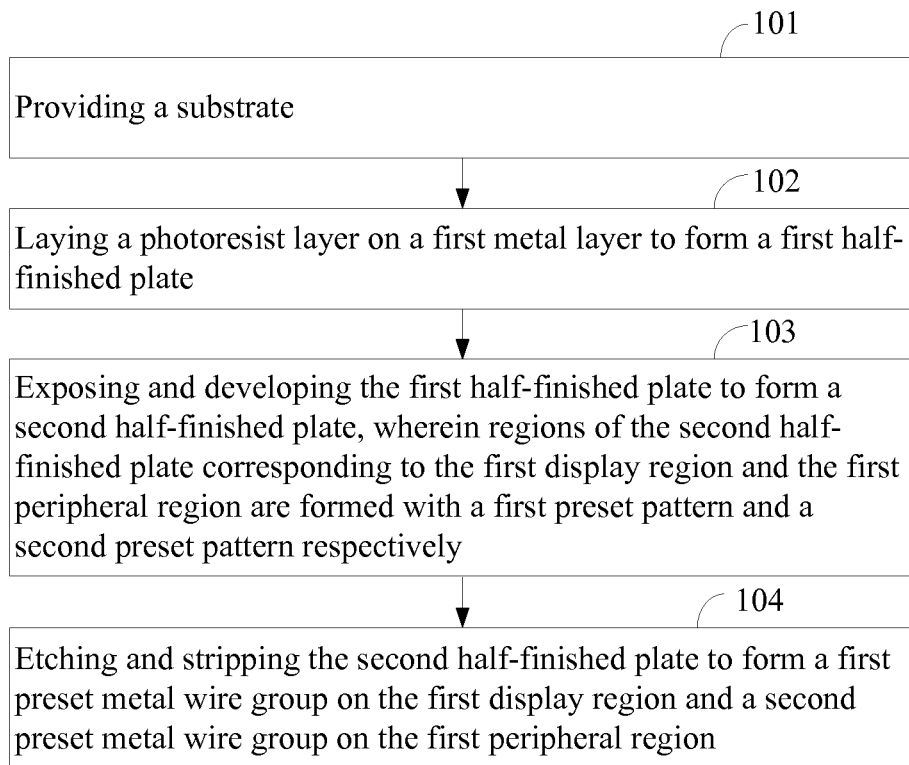 101
Providing a substrate
102
Laying a photoresist layer on a first metal layer to form a first half-
finished plate
103
Exposing and developing the first half-finished plate to form a
second half-finished plate, wherein regions of the second half-
finished plate corresponding to the first display region and the first
peripheral region are formed with a first preset pattern and a
second preset pattern respectively
104
Etching and stripping the second half-finished plate to form a first
preset metal wire group on the first display region and a second
preset metal wire group on the first peripheral region